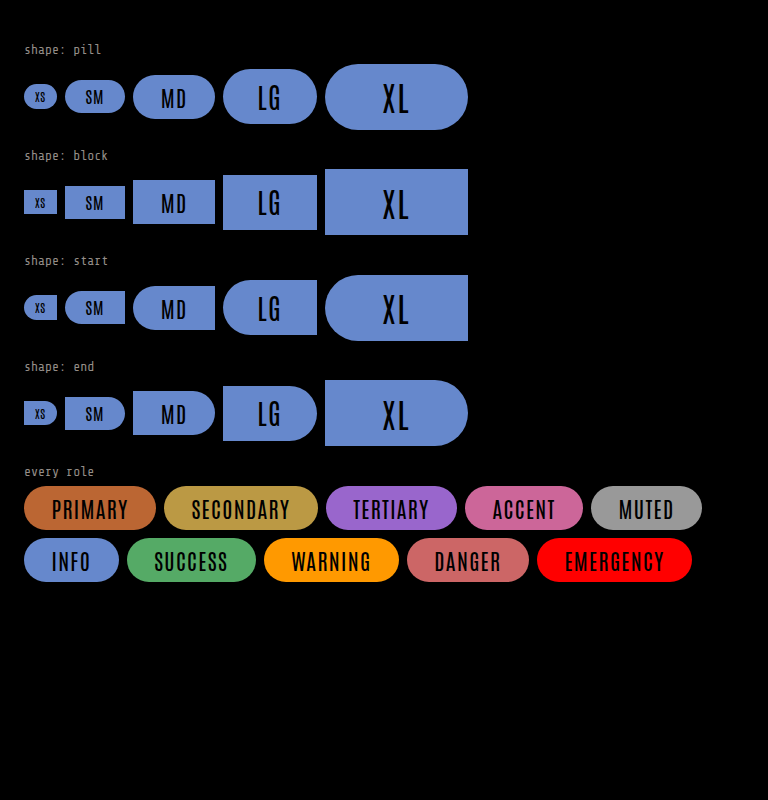 shape: pill
XS SM MD LG XL
shape: block
XS SM MD LG XL
shape: start
XS SM MD LG XL
shape: end
XS SM MD LG XL
every role
PRIMARY SECONDARY TERTIARY ACCENT MUTED
INFO SUCCESS WARNING DANGER EMERGENCY